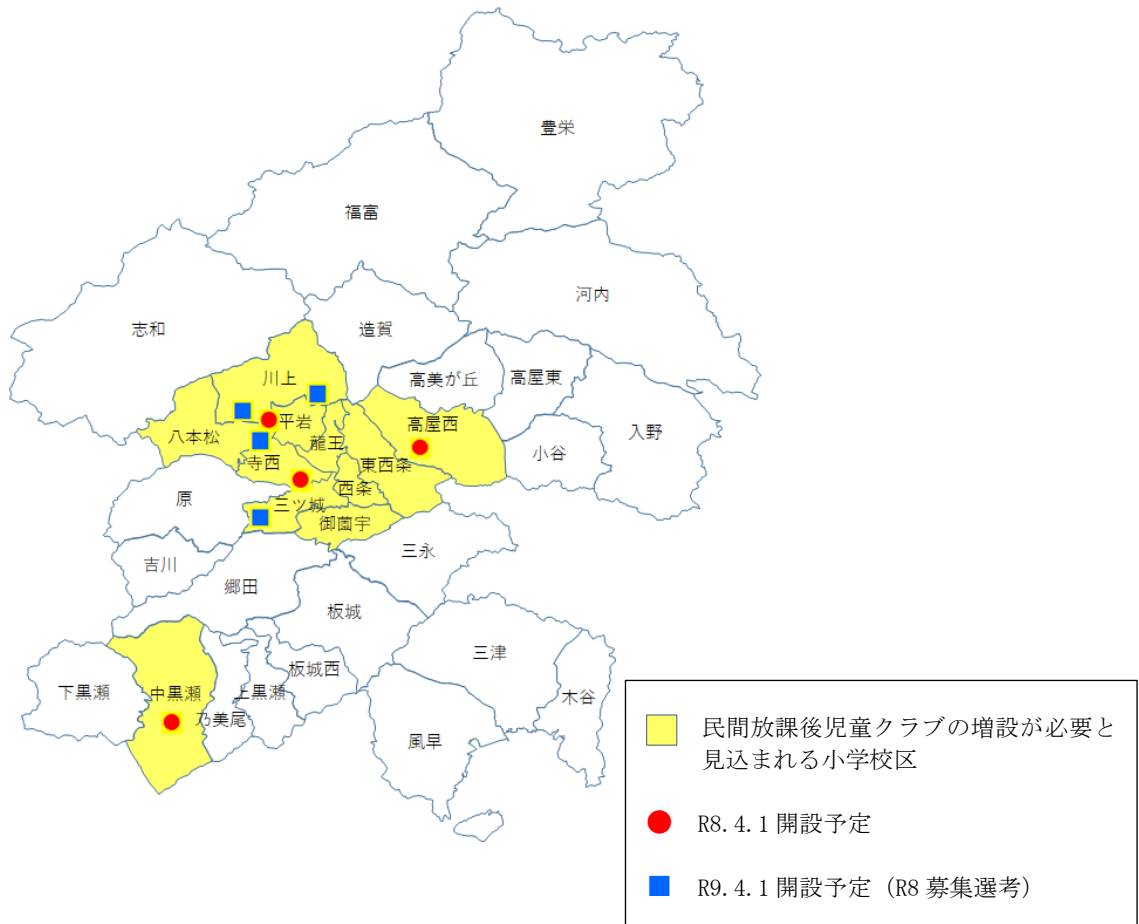 豊栄
福富
河内
志和
造賀
高美が丘
高屋東
川上
入野
平岩
高屋西
八本松
龍王
小谷
寺西
東西条
西条
原
三ツ城
御薗宇
三永
吉川
郷田
板城
三津
板城西
下黒瀬
中黒瀬
上黒瀬
木谷
乃美尾
風早
民間放課後児童クラブの増設が必要と
見込まれる小学校区
R8.4.1 開設予定
R9.4.1 開設予定（R8 募集選考）